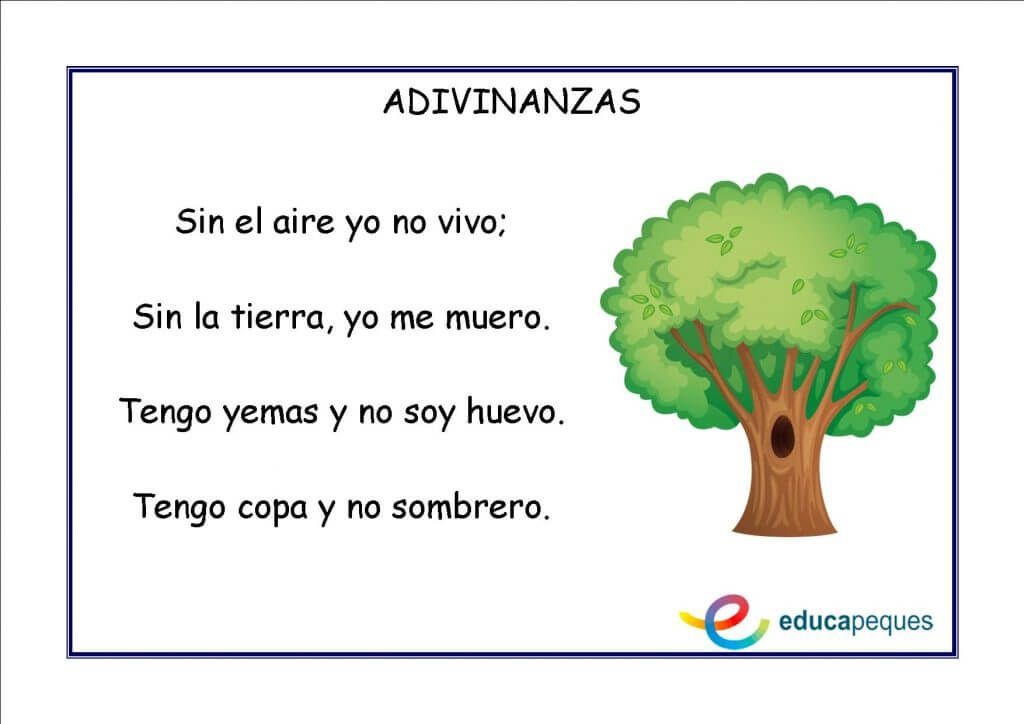 ADIVINANZAS
Sin el aire yo no vivo;
Sin la tierra, yo me muero.
Tengo yemas y no soy huevo.
Tengo copa y no sombrero.
educapeques